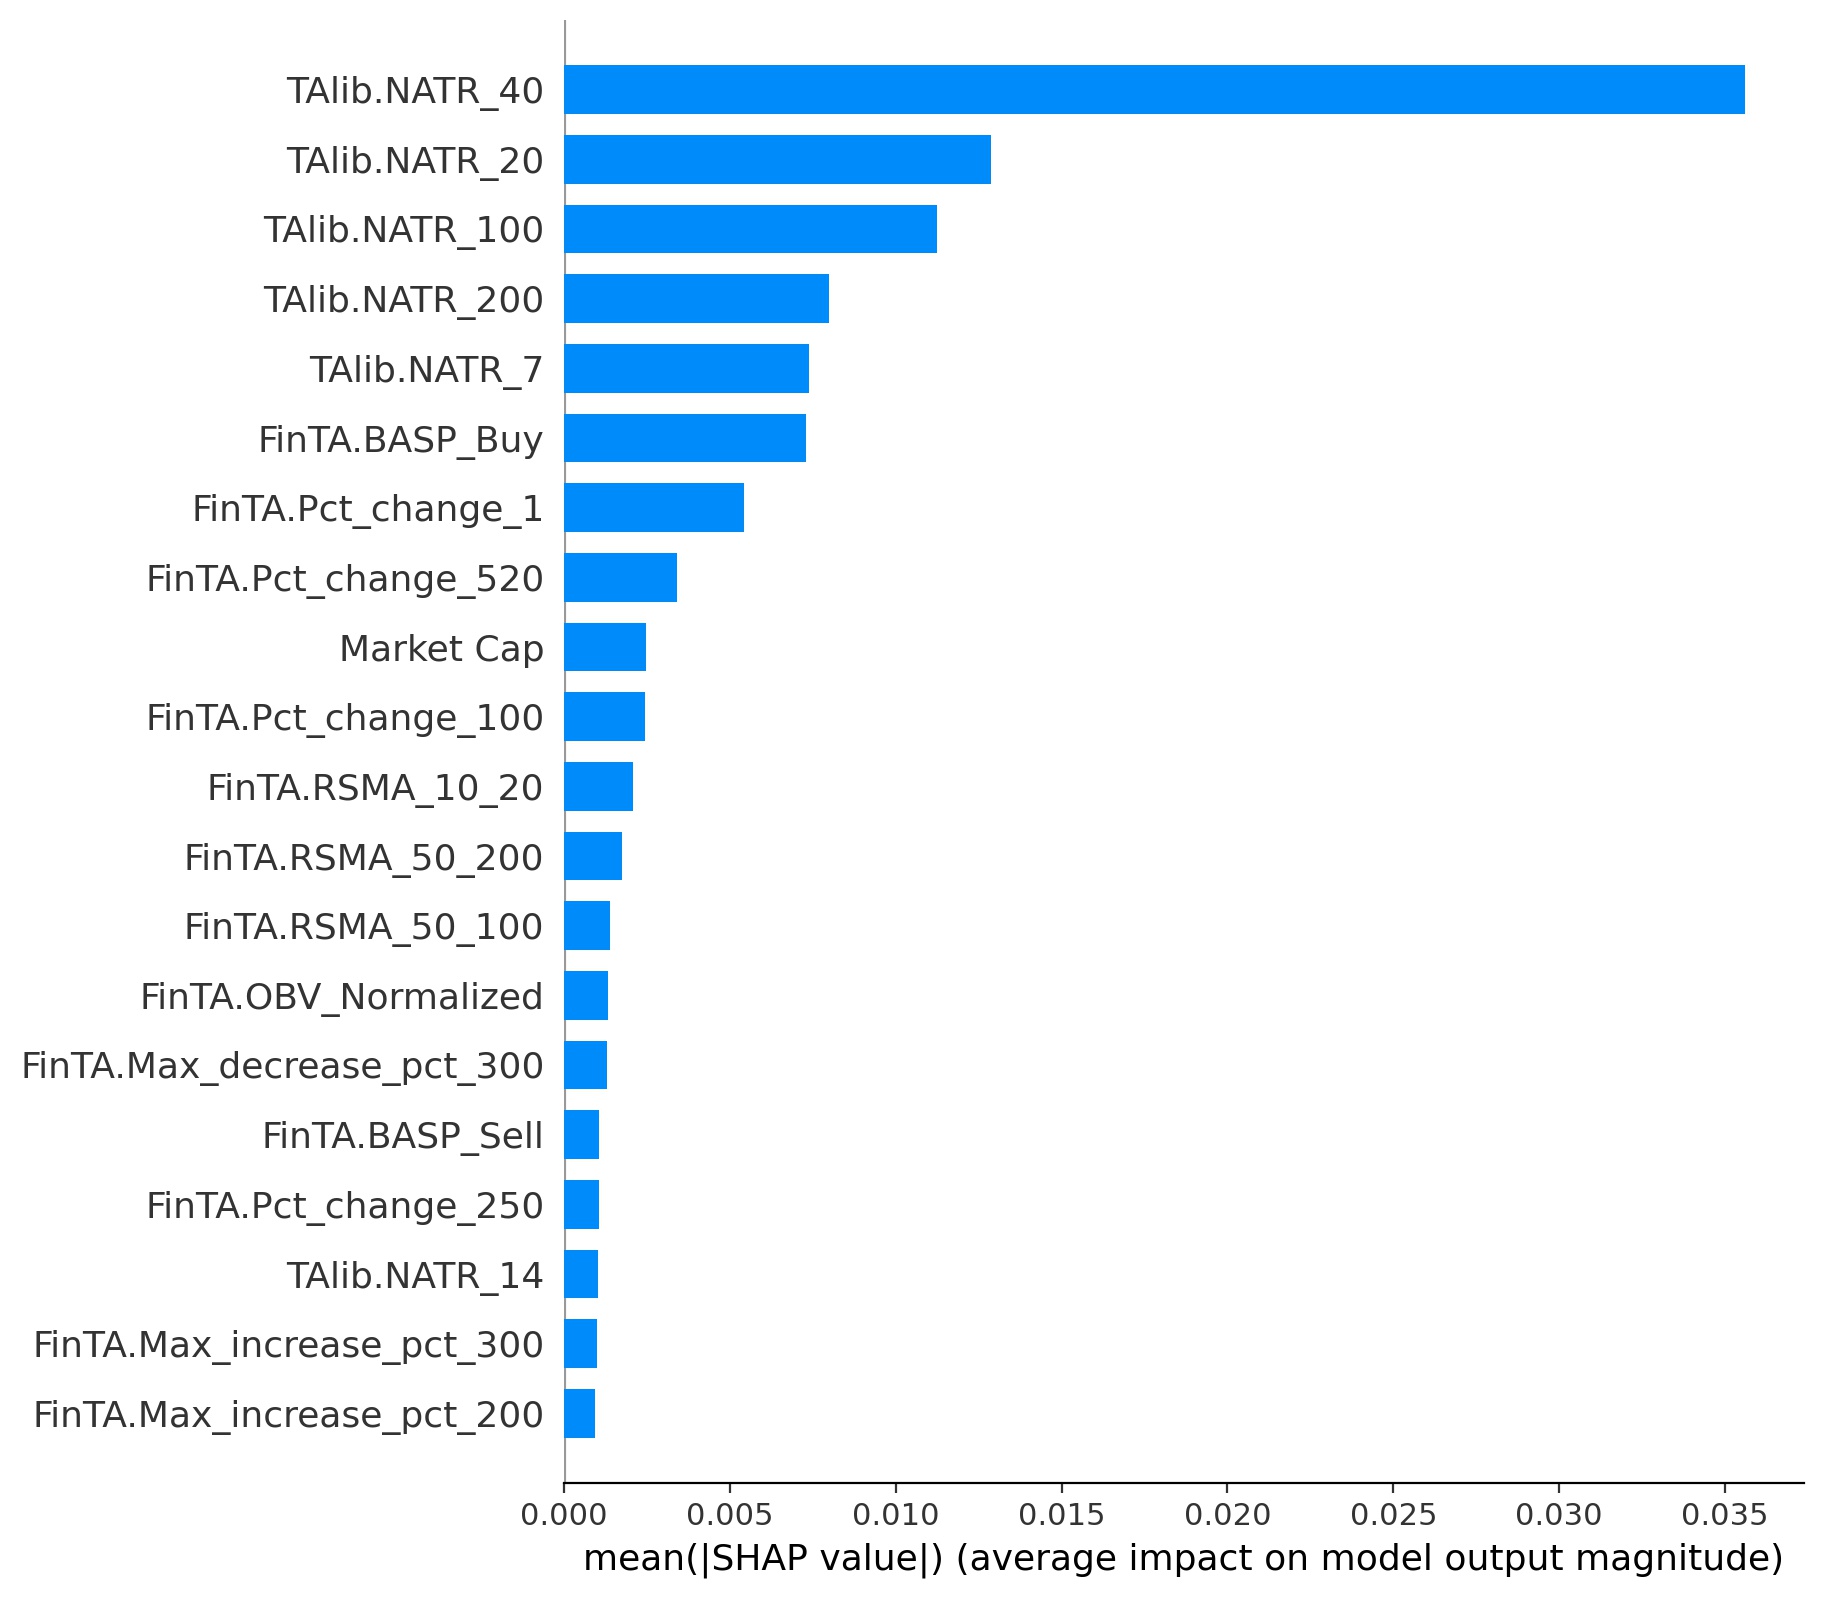 TAlib.NATR_40
TAlib.NATR_20
TAlib.NATR_100
TAlib.NATR_200
TAlib.NATR_7
FinTA.BASP_Buy
FinTA.Pct_change_1
FinTA.Pct_change_520
Market Cap
FinTA.Pct_change_100
FinTA.RSMA_10_20
FinTA.RSMA_50_200
FinTA.RSMA_50_100
FinTA.OBV_Normalized
FinTA.Max_decrease_pct_300
FinTA.BASP_Sell
FinTA.Pct_change_250
TAlib.NATR_14
FinTA.Max_increase_pct_300
FinTA.Max_increase_pct_200
0.000 0.005 0.010 0.015 0.020 0.025 0.030 0.035
mean(|SHAP value|) (average impact on model output magnitude)